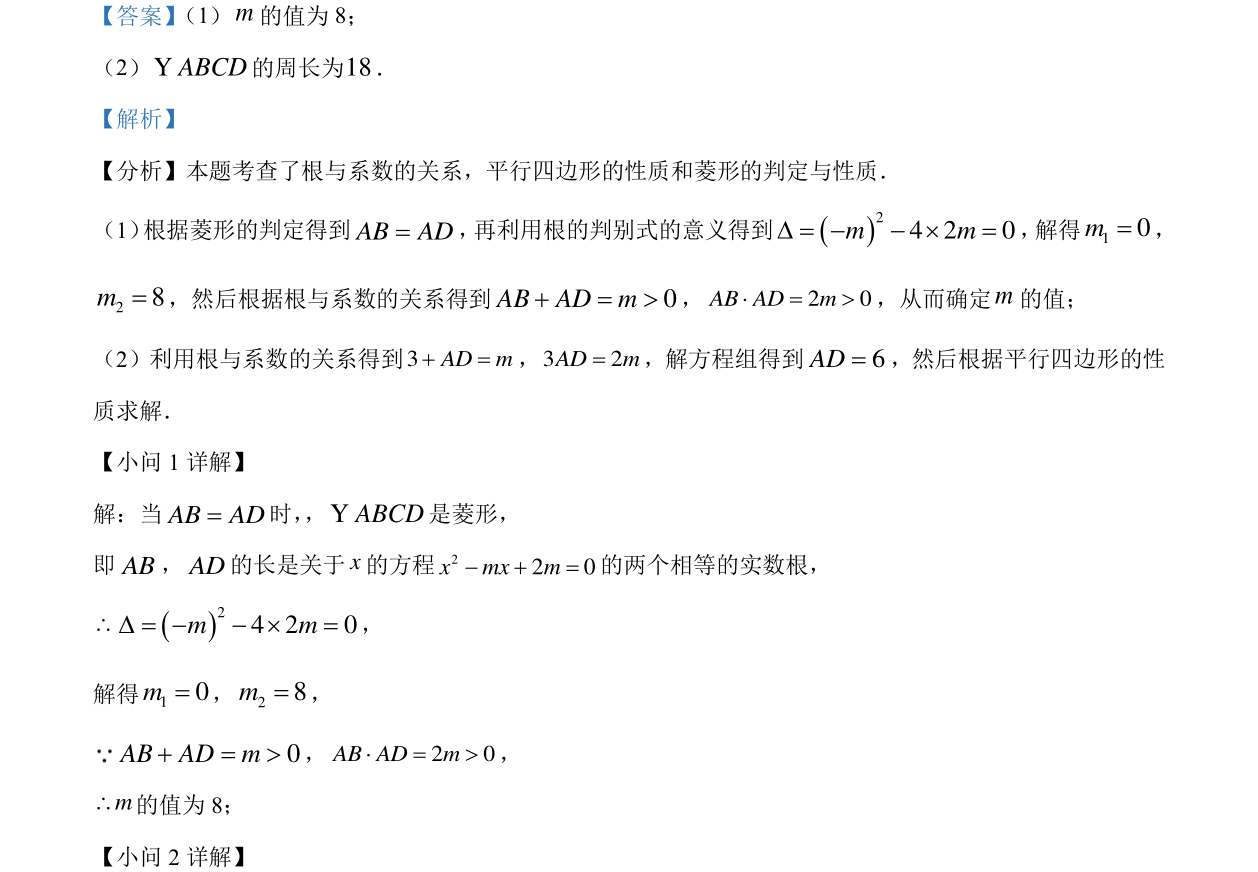 【答案】（1）m 的值为 8；
（2）Y ABCD 的周长为18．
【解析】
【分析】本题考查了根与系数的关系，平行四边形的性质和菱形的判定与性质．
（1）根据菱形的判定得到 AB = AD，再利用根的判别式的意义得到 Δ = (−m)² − 4 × 2m = 0，解得 m₁ = 0，
m₂ = 8，然后根据根与系数的关系得到 AB + AD = m > 0， AB · AD = 2m > 0，从而确定 m 的值；
（2）利用根与系数的关系得到 3 + AD = m，3AD = 2m，解方程组得到 AD = 6，然后根据平行四边形的性
质求解．
【小问 1 详解】
解：当 AB = AD 时，，Y ABCD 是菱形，
即 AB， AD 的长是关于 x 的方程 x² − mx + 2m = 0 的两个相等的实数根，
∴ Δ = (−m)² − 4 × 2m = 0，
解得 m₁ = 0， m₂ = 8，
∵ AB + AD = m > 0， AB · AD = 2m > 0，
∴ m 的值为 8；
【小问 2 详解】